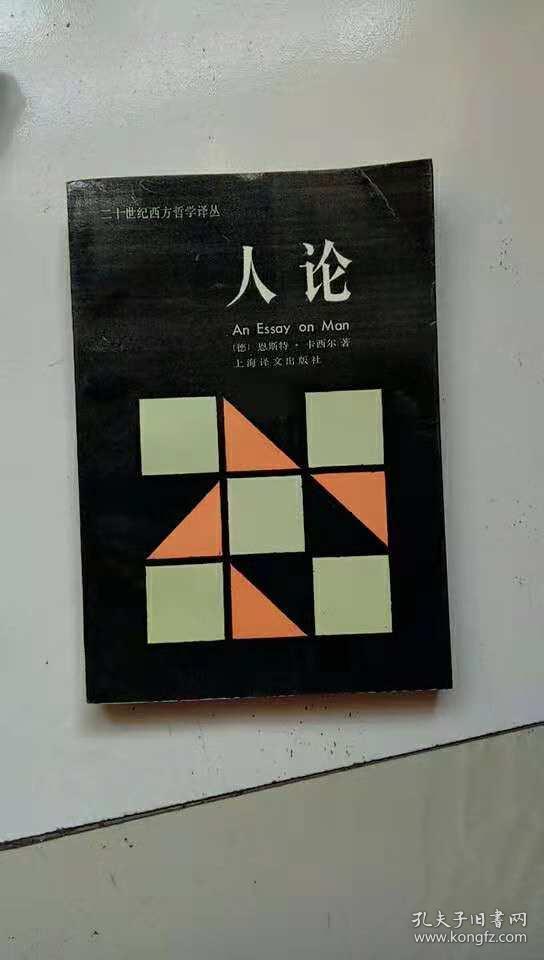 二十世纪西方哲学译丛
人论
An Essay on Man
〔德〕恩斯特·卡西尔 著
上海译文出版社
孔夫子旧书网
www.kongfz.com